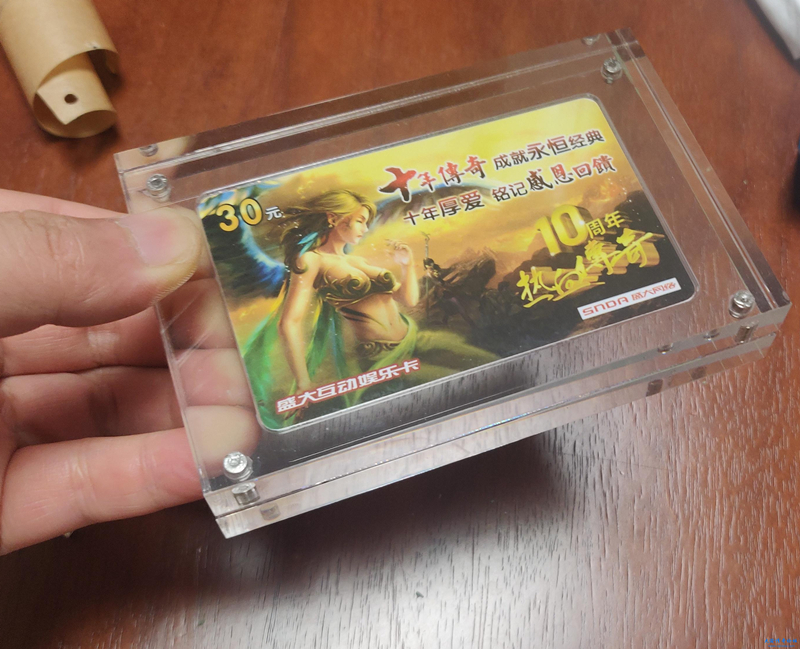 30元
十年傳奇 成就永恒经典
十年厚爱 铭记感恩回馈
10周年
热血傳奇
SNDA 盛大网络
盛大互动娱乐卡